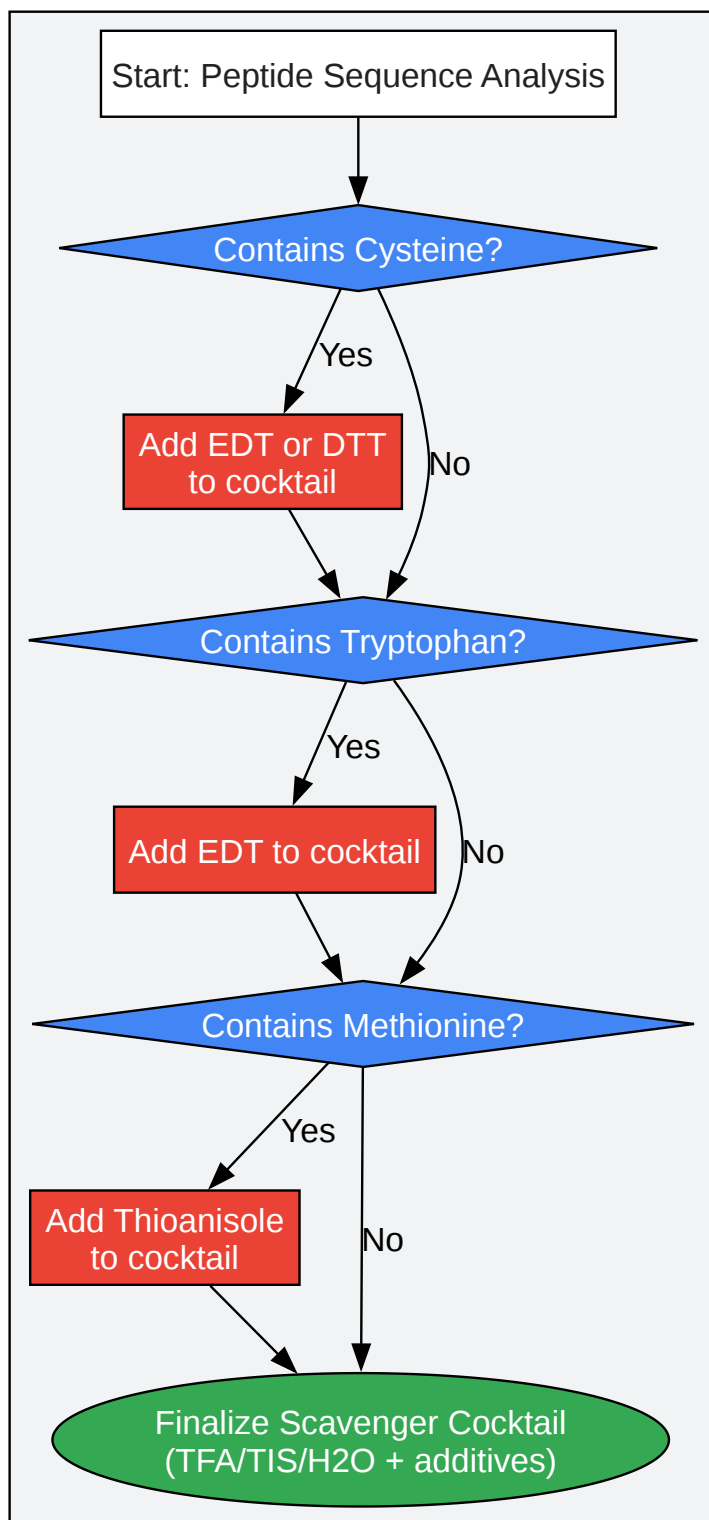 Start: Peptide Sequence Analysis
Contains Cysteine?
Yes
Add EDT or DTT
to cocktail
No
Contains Tryptophan?
Yes
Add EDT to cocktail
No
Contains Methionine?
Yes
Add Thioanisole
to cocktail
No
Finalize Scavenger Cocktail
(TFA/TIS/H2O + additives)